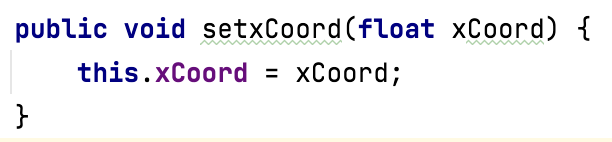 public void setxCoord(float xCoord) {
    this.xCoord = xCoord;
}